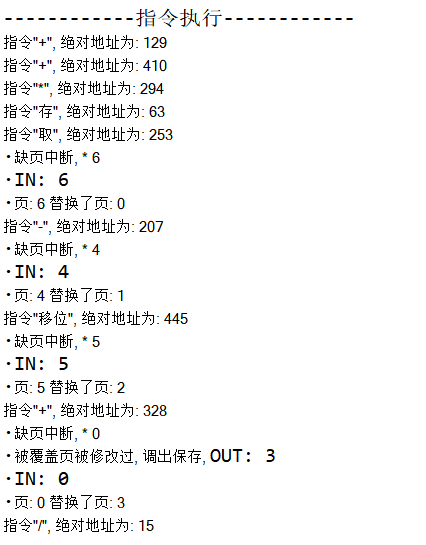 ------------指令执行------------
指令"+", 绝对地址为: 129
指令"+", 绝对地址为: 410
指令"*", 绝对地址为: 294
指令"存", 绝对地址为: 63
指令"取", 绝对地址为: 253
·缺页中断, * 6
·IN: 6
·页: 6 替换了页: 0
指令"-", 绝对地址为: 207
·缺页中断, * 4
·IN: 4
·页: 4 替换了页: 1
指令"移位", 绝对地址为: 445
·缺页中断, * 5
·IN: 5
·页: 5 替换了页: 2
指令"+", 绝对地址为: 328
·缺页中断, * 0
·被覆盖页被修改过, 调出保存, OUT: 3
·IN: 0
·页: 0 替换了页: 3
指令"/", 绝对地址为: 15